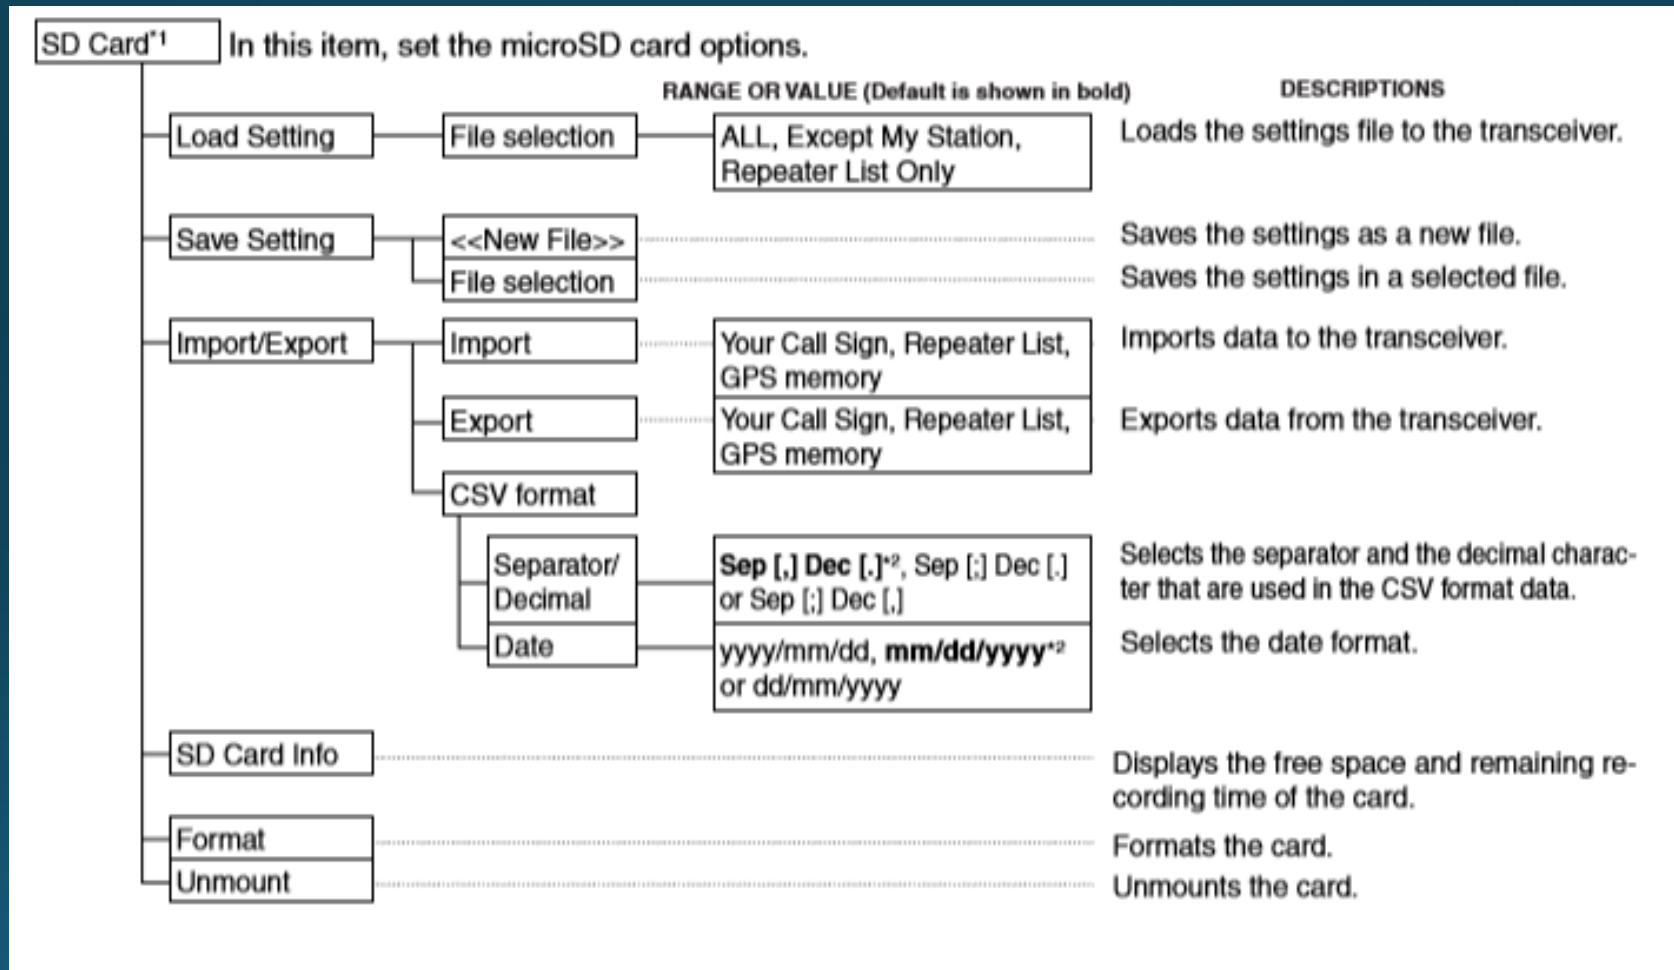 SD Card*1 In this item, set the microSD card options.
RANGE OR VALUE (Default is shown in bold) DESCRIPTIONS
Load Setting File selection ALL, Except My Station, Loads the settings file to the transceiver.
Repeater List Only
Save Setting <<New File>> Saves the settings as a new file.
File selection Saves the settings in a selected file.
Import/Export Import Your Call Sign, Repeater List, Imports data to the transceiver.
GPS memory
Export Your Call Sign, Repeater List, Exports data from the transceiver.
GPS memory
CSV format
Separator/ Sep [,] Dec [.]*2, Sep [;] Dec [.] Selects the separator and the decimal charac-
Decimal or Sep [;] Dec [,] ter that are used in the CSV format data.
Date yyyy/mm/dd, mm/dd/yyyy*2 Selects the date format.
or dd/mm/yyyy
SD Card Info Displays the free space and remaining re-
cording time of the card.
Format Formats the card.
Unmount Unmounts the card.